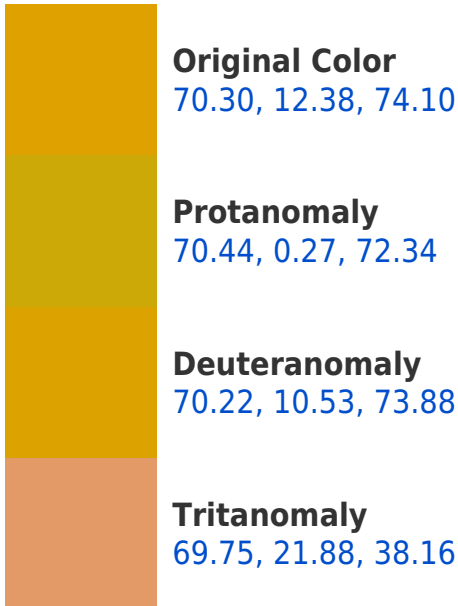 Original Color
70.30, 12.38, 74.10
Protanomaly
70.44, 0.27, 72.34
Deuteranomaly
70.22, 10.53, 73.88
Tritanomaly
69.75, 21.88, 38.16